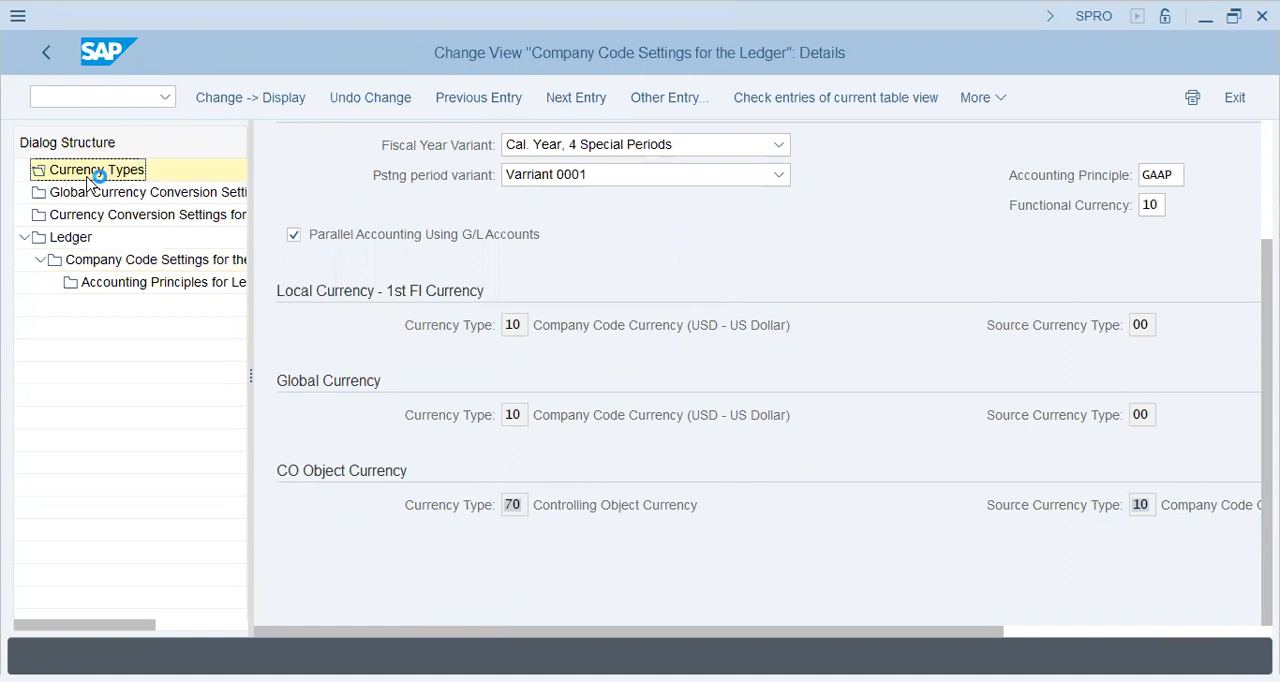 SPRO
SAP Change View "Company Code Settings for the Ledger": Details
Change -> Display Undo Change Previous Entry Next Entry Other Entry... Check entries of current table view More Exit
Dialog Structure
Currency Types
Global Currency Conversion Setti
Currency Conversion Settings for
Ledger
Company Code Settings for the
Accounting Principles for Le
Fiscal Year Variant: Cal. Year, 4 Special Periods
Pstng period variant: Varriant 0001 Accounting Principle: GAAP
Functional Currency: 10
Parallel Accounting Using G/L Accounts
Local Currency - 1st FI Currency
Currency Type: 10 Company Code Currency (USD - US Dollar) Source Currency Type: 00
Global Currency
Currency Type: 10 Company Code Currency (USD - US Dollar) Source Currency Type: 00
CO Object Currency
Currency Type: 70 Controlling Object Currency Source Currency Type: 10 Company Code C